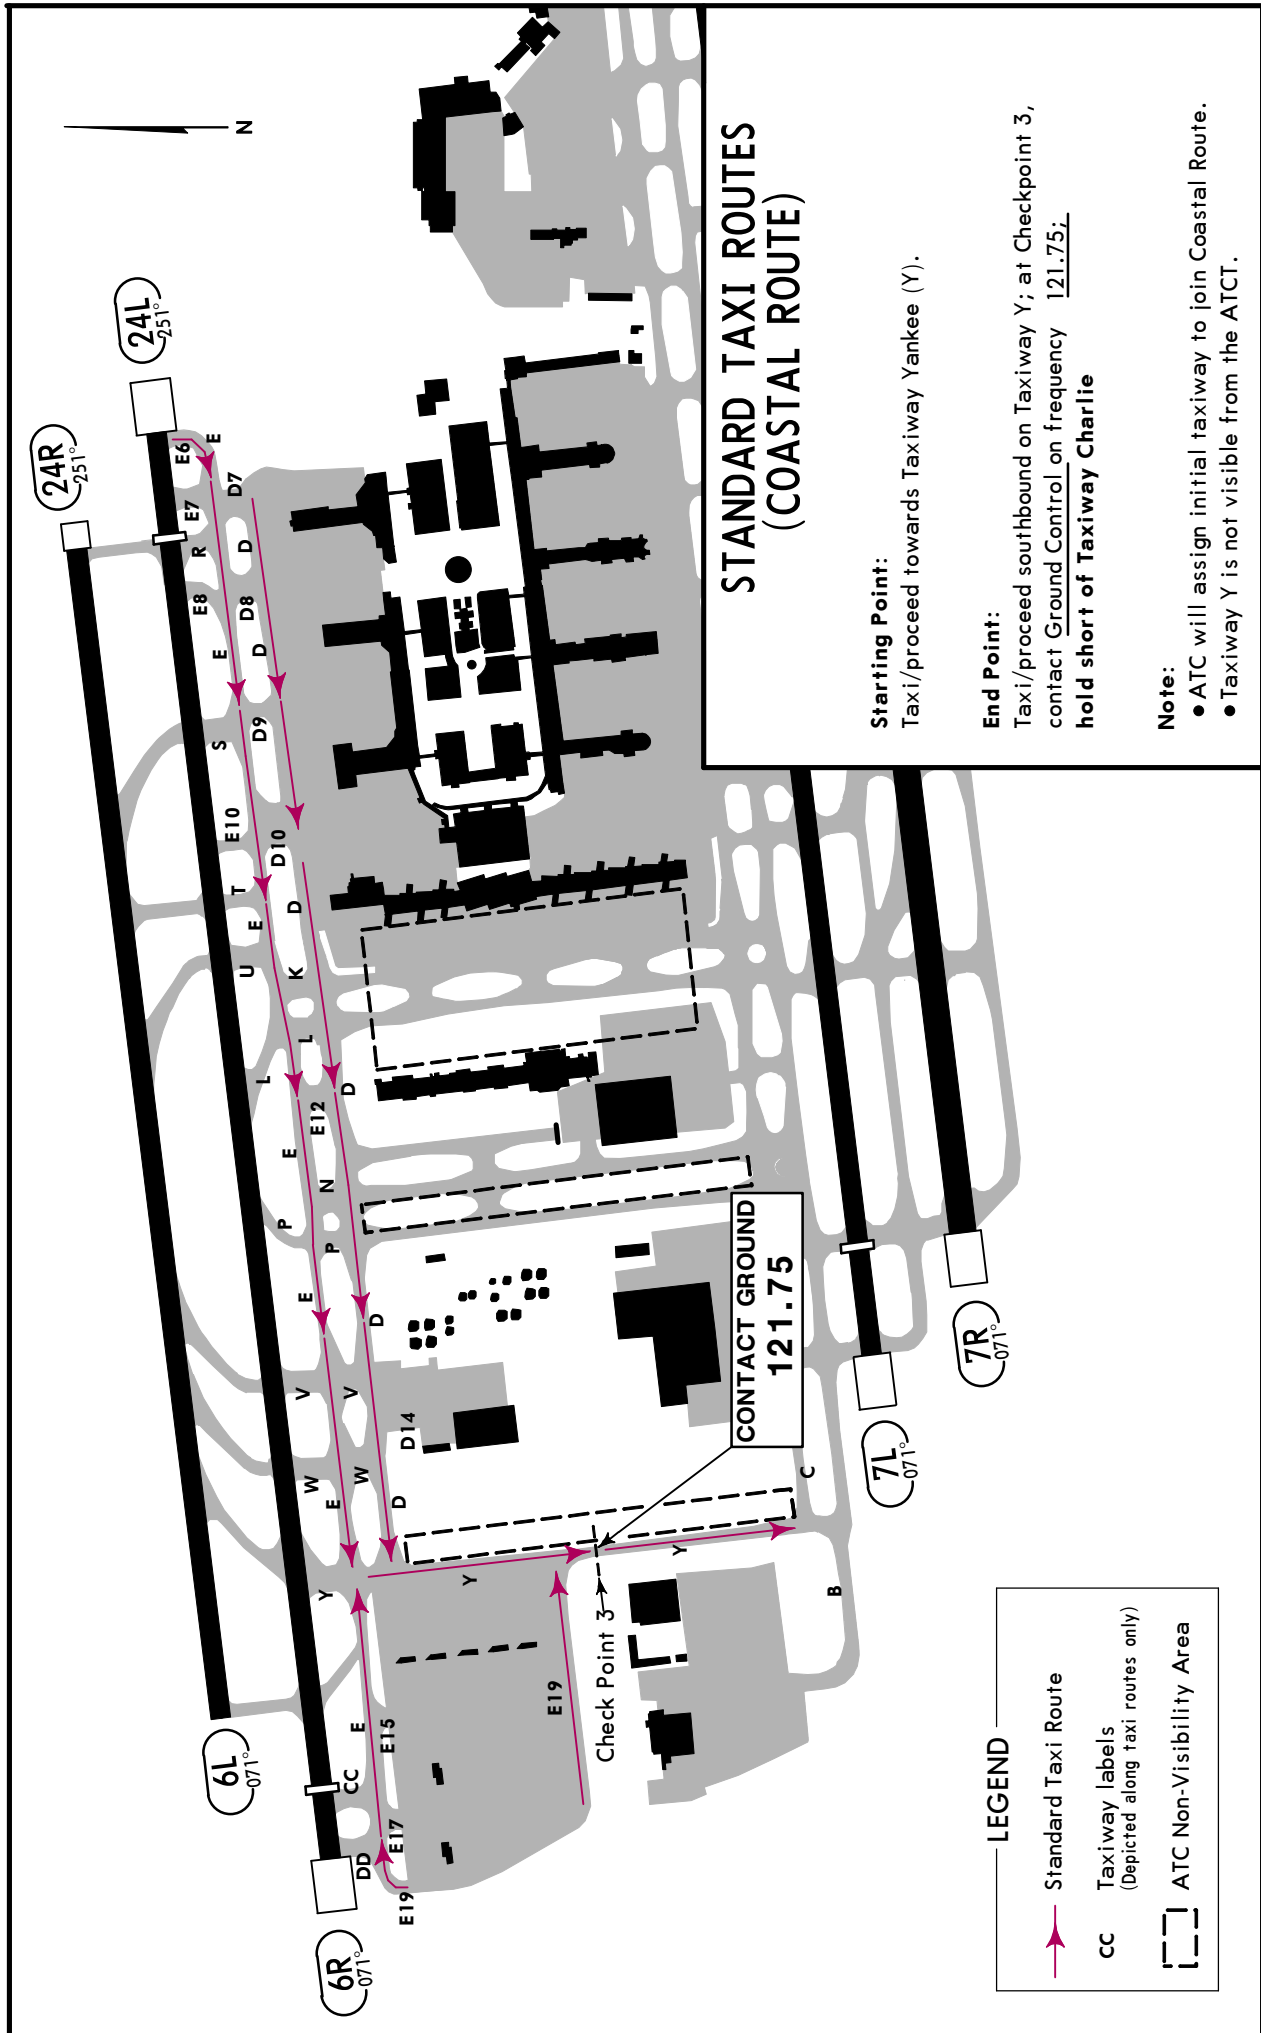 STANDARD TAXI ROUTES
(COASTAL ROUTE)
Starting Point:
Taxi/proceed towards Taxiway Yankee (Y).
End Point:
Taxi/proceed southbound on Taxiway Y; at Checkpoint 3,
contact Ground Control on frequency 121.75;
hold short of Taxiway Charlie
Note:
• ATC will assign initial taxiway to join Coastal Route.
• Taxiway Y is not visible from the ATCT.
N
24R
251°
24L
251°
6L
071°
6R
071°
7L
071°
7R
071°
E6
E
E7
D7
R
D
E8
D8
E
D
S
D9
E10
D10
T
E
D
U
K
L
L
D
E12
E
N
P
P
E
D
V
V
D14
W
W
E
D
Y
Y
Y
C
B
E
E15
CC
E17
DD
E19
E19
Check Point 3
CONTACT GROUND
121.75
LEGEND
Standard Taxi Route
CC
Taxiway labels
(Depicted along taxi routes only)
ATC Non-Visibility Area